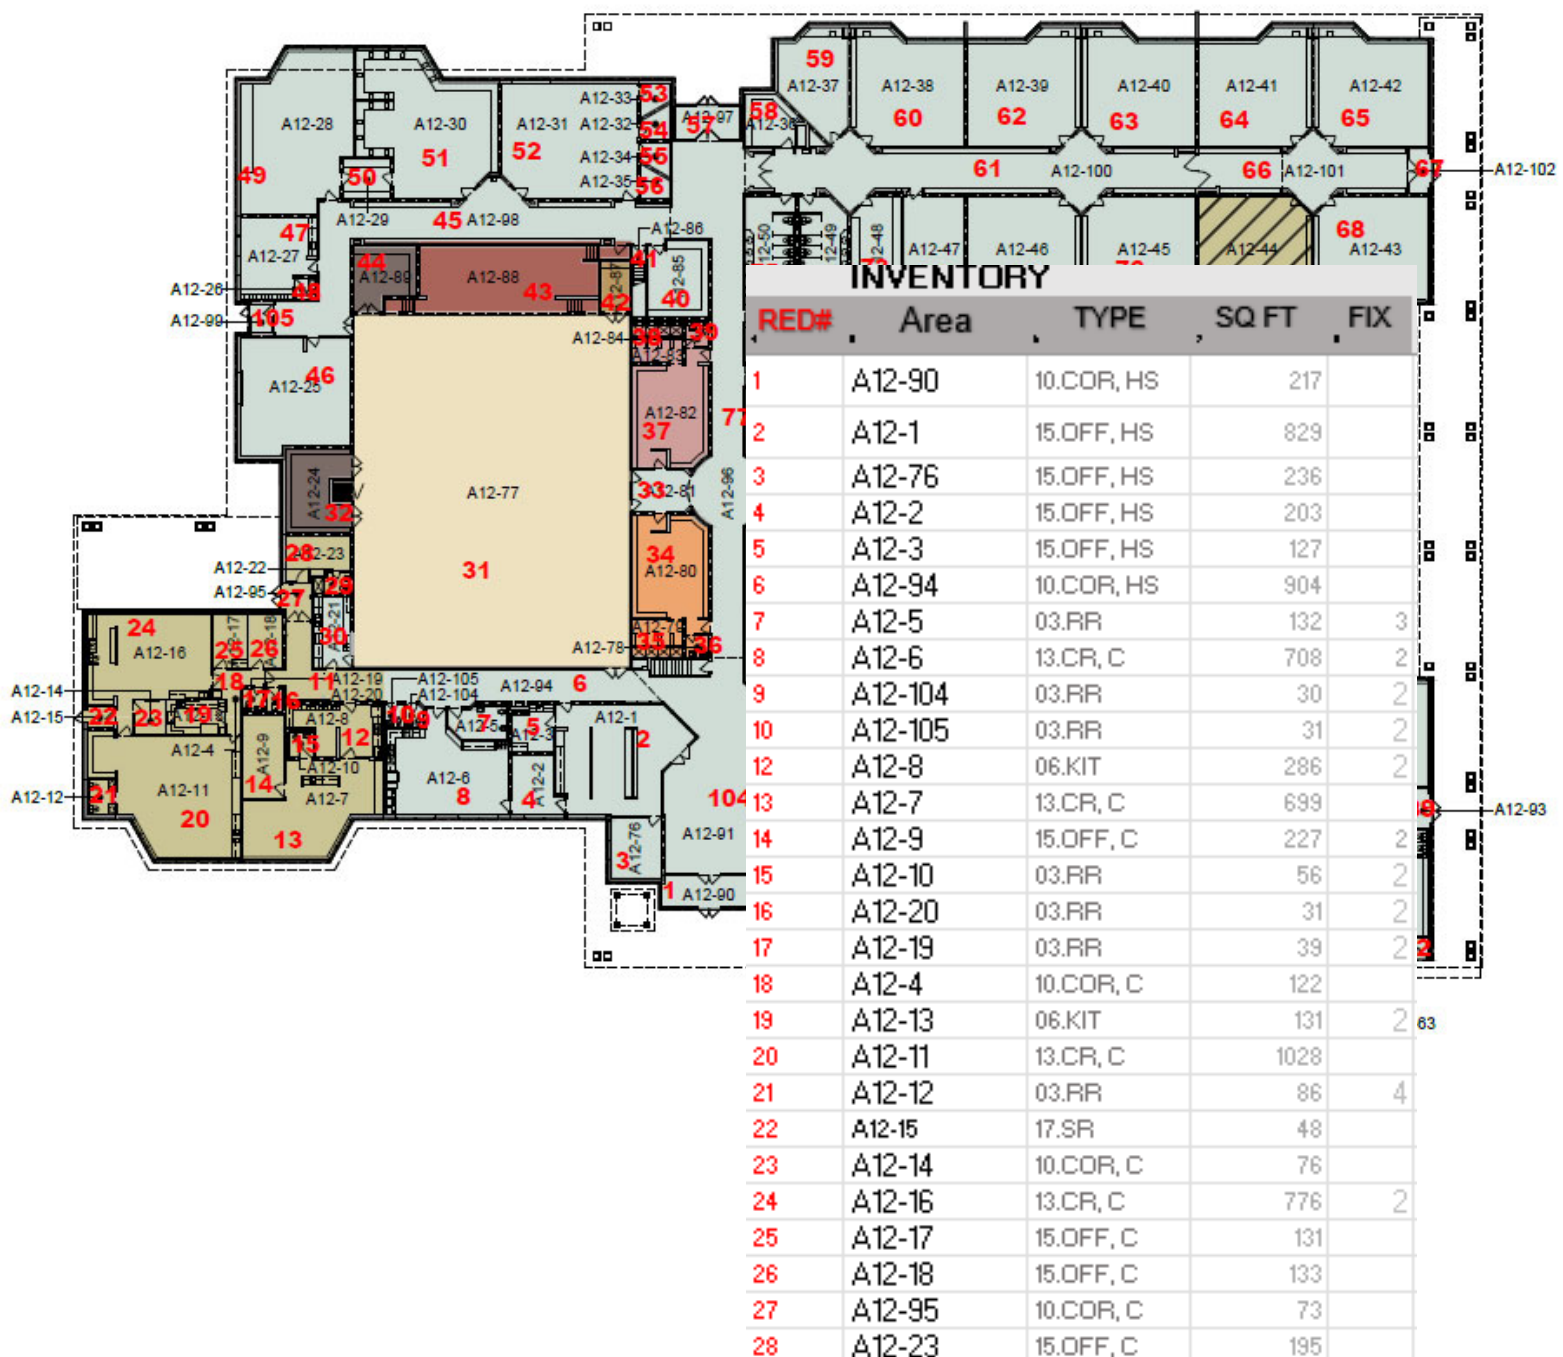 59
A12-37
A12-38
60
A12-39
62
A12-40
63
A12-41
64
A12-42
65
A12-33
53
A12-32
54
A12-97
57
58
A12-36
A12-28
49
A12-30
51
A12-31
52
A12-34
55
A12-35
56
50
A12-29
45
A12-98
61
A12-100
66
A12-101
67
A12-102
47
A12-27
A12-26
48
A12-99
105
44
A12-89
A12-88
43
42
A12-86
41
40
A12-47
A12-46
A12-45
A12-44
68
A12-43
A12-25
46
A12-84
38
39
A12-83
A12-82
37
77
33
A12-81
A12-96
A12-24
32
A12-77
31
34
A12-80
28
A12-23
A12-22
29
A12-95
27
A12-21
30
A12-79
A12-78
35
36
24
A12-16
25
26
18
11
A12-19
A12-20
17
16
A12-105
A12-104
A12-94
6
A12-14
A12-15
22
23
19
A12-4
A12-8
12
15
A12-10
A12-9
14
A12-7
13
A12-11
20
A12-12
21
10
9
7
A12-5
5
A12-3
A12-1
2
A12-6
8
A12-2
4
104
A12-91
A12-76
3
1
A12-90
A12-93
63
INVENTORY
RED# Area TYPE SQ FT FIX
1 A12-90 10.COR, HS 217
2 A12-1 15.OFF, HS 829
3 A12-76 15.OFF, HS 236
4 A12-2 15.OFF, HS 203
5 A12-3 15.OFF, HS 127
6 A12-94 10.COR, HS 904
7 A12-5 03.RR 132 3
8 A12-6 13.CR, C 708 2
9 A12-104 03.RR 30 2
10 A12-105 03.RR 31 2
12 A12-8 06.KIT 286 2
13 A12-7 13.CR, C 699
14 A12-9 15.OFF, C 227 2
15 A12-10 03.RR 56 2
16 A12-20 03.RR 31 2
17 A12-19 03.RR 39 2
18 A12-4 10.COR, C 122
19 A12-13 06.KIT 131 2
20 A12-11 13.CR, C 1028
21 A12-12 03.RR 86 4
22 A12-15 17.SR 48
23 A12-14 10.COR, C 76
24 A12-16 13.CR, C 776 2
25 A12-17 15.OFF, C 131
26 A12-18 15.OFF, C 133
27 A12-95 10.COR, C 73
28 A12-23 15.OFF, C 195